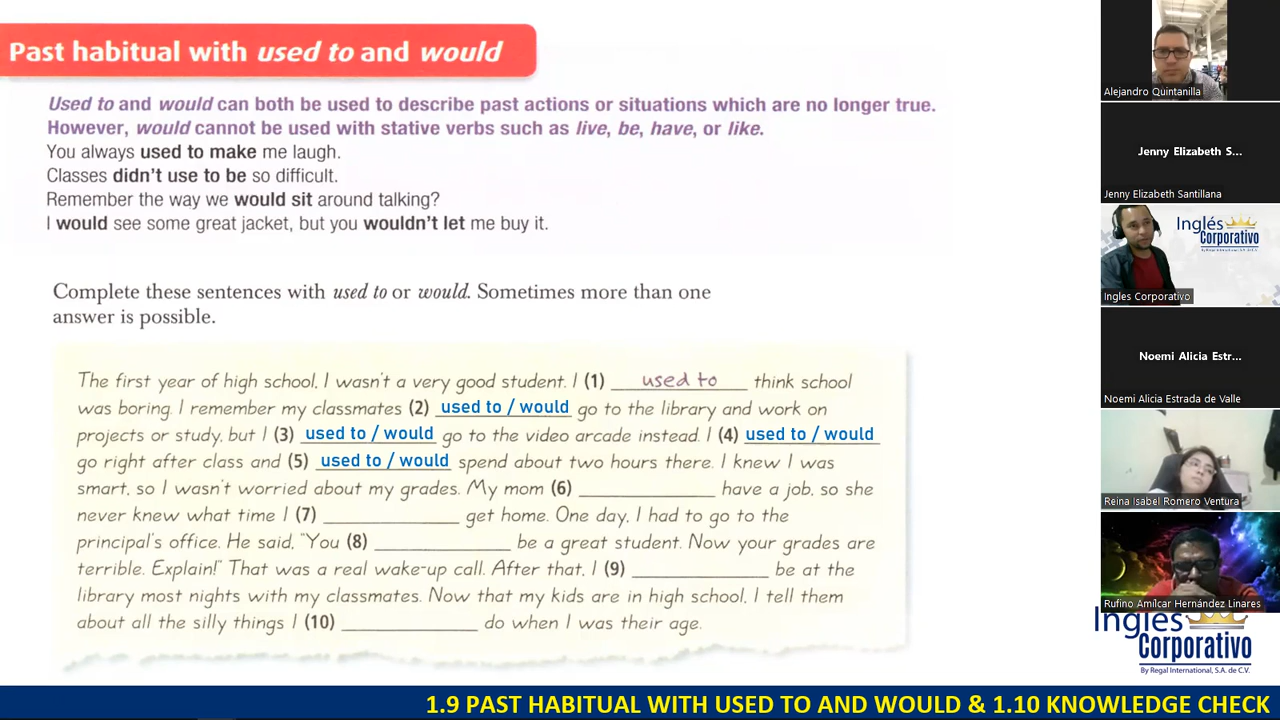 Past habitual with used to and would
Used to and would can both be used to describe past actions or situations which are no longer true.
However, would cannot be used with stative verbs such as live, be, have, or like.
You always used to make me laugh.
Classes didn't use to be so difficult.
Remember the way we would sit around talking?
I would see some great jacket, but you wouldn't let me buy it.
Complete these sentences with used to or would. Sometimes more than one
answer is possible.
The first year of high school, I wasn't a very good student. I (1) used to think school
was boring. I remember my classmates (2) used to / would go to the library and work on
projects or study, but I (3) used to / would go to the video arcade instead. I (4) used to / would
go right after class and (5) used to / would spend about two hours there. I knew I was
smart, so I wasn't worried about my grades. My mom (6) ____________ have a job, so she
never knew what time I (7) ____________ get home. One day, I had to go to the
principal's office. He said, "You (8) ____________ be a great student. Now your grades are
terrible. Explain!" That was a real wake-up call. After that, I (9) ____________ be at the
library most nights with my classmates. Now that my kids are in high school, I tell them
about all the silly things I (10) ____________ do when I was their age.
Alejandro Quintanilla
Jenny Elizabeth S...
Jenny Elizabeth Santillana
Inglés
Corporativo
By Regal International, S.A. de C.V.
Ingles Corporativo
Noemi Alicia Estr...
Noemi Alicia Estrada de Valle
Reina Isabel Romero Ventura
Rufino Amílcar Hernández Linares
Inglés
Corporativo
By Regal International, S.A. de C.V.
1.9 PAST HABITUAL WITH USED TO AND WOULD & 1.10 KNOWLEDGE CHECK